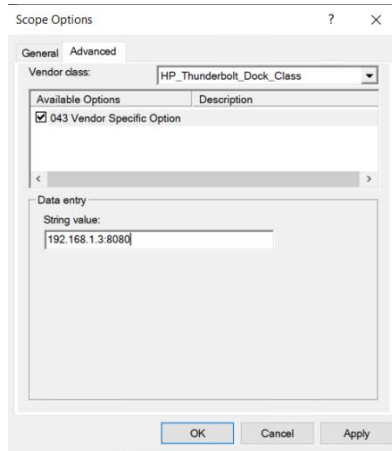 Scope Options
General Advanced
Vendor class: HP_Thunderbolt_Dock_Class
Available Options Description
043 Vendor Specific Option
Data entry
String value:
192.168.1.3:8080
OK Cancel Apply